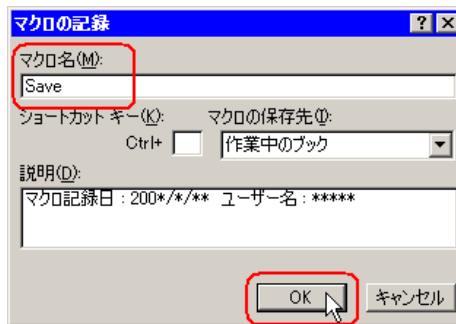 マクロの記録
マクロ名(M):
Save
ショートカット キー(K): マクロの保存先(I):
Ctrl+ 作業中のブック
説明(D):
マクロ記録日 : 200*/*/** ユーザー名 : *****
OK キャンセル